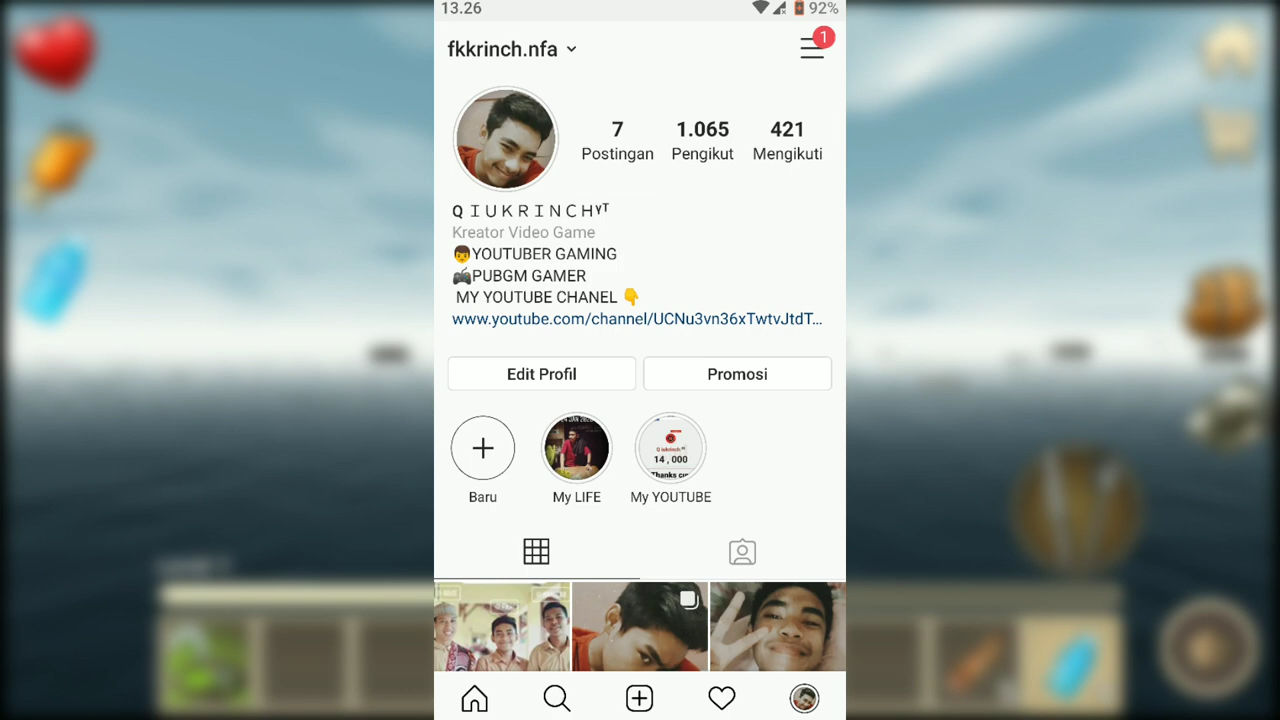 13.26
92%
fkkrinch.nfa
1
7
1.065
421
Postingan
Pengikut
Mengikuti
Q I U K R I N C H ʸᵀ
Kreator Video Game
👦YOUTUBER GAMING
🎮PUBGM GAMER
MY YOUTUBE CHANEL 👇
www.youtube.com/channel/UCNu3vn36xTwtvJtdT...
Edit Profil
Promosi
Q iukrinch
14 , 000
Thanks
Baru
My LIFE
My YOUTUBE